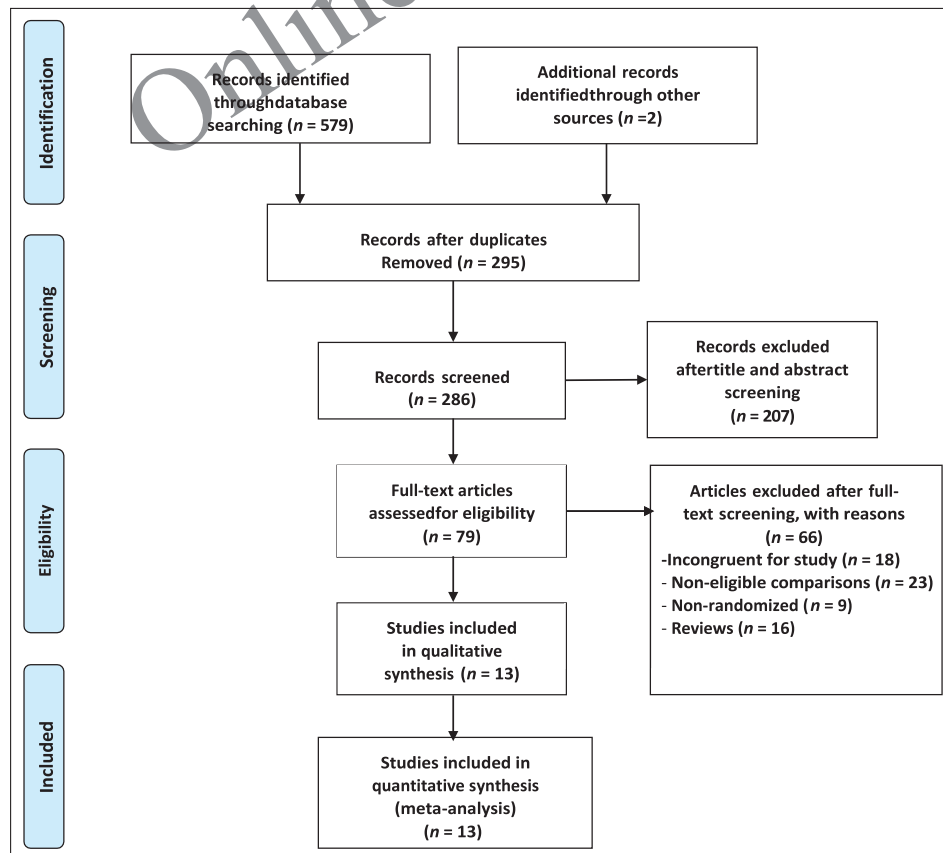 Online
Identification
Records identified
throughdatabase
searching (n = 579)
Additional records
identifiedthrough other
sources (n =2)
Records after duplicates
Removed (n = 295)
Screening
Records screened
(n = 286)
Records excluded
aftertitle and abstract
screening
(n = 207)
Eligibility
Full-text articles
assessedfor eligibility
(n = 79)
Articles excluded after full-
text screening, with reasons
(n = 66)
-Incongruent for study (n = 18)
- Non-eligible comparisons (n = 23)
- Non-randomized (n = 9)
- Reviews (n = 16)
Studies included
in qualitative
synthesis (n = 13)
Included
Studies included in
quantitative synthesis
(meta-analysis)
(n = 13)